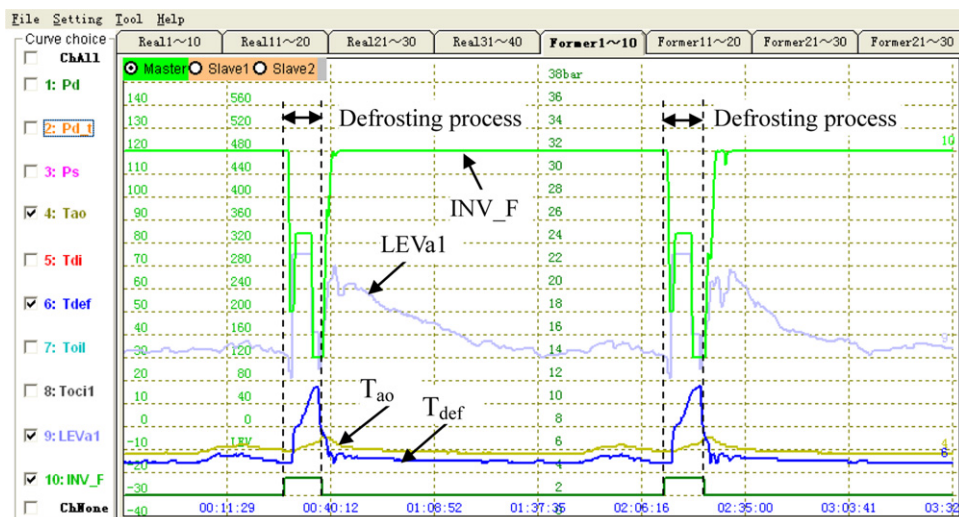 File Setting Tool Help
Curve choice
ChAll
1: Pd
2: Pd_t
3: Ps
4: Tao
5: Tdi
6: Tdef
7: Toil
8: Toci1
9: LEVa1
10: INV_F
ChNone
Real1~10 Real11~20 Real21~30 Real31~40 Former1~10 Former11~20 Former21~30 Former21~30
Master Slave1 Slave2
38bar
140 560 36
130 520 34
120 480 32 10
110 440 30
100 400 28
90 360 26
80 320 24
70 280 22
60 240 20
50 200 18
40 160 16
30 120 14 9
20 80 12
10 40 10
0 0 8
-10 LEV 6 4
-20 4 6
-30 2
-40 0
Defrosting process
Defrosting process
INV_F
LEVa1
Tao
Tdef
00:11:29 00:40:12 01:08:52 01:37:35 02:06:16 02:35:00 03:03:41 03:32